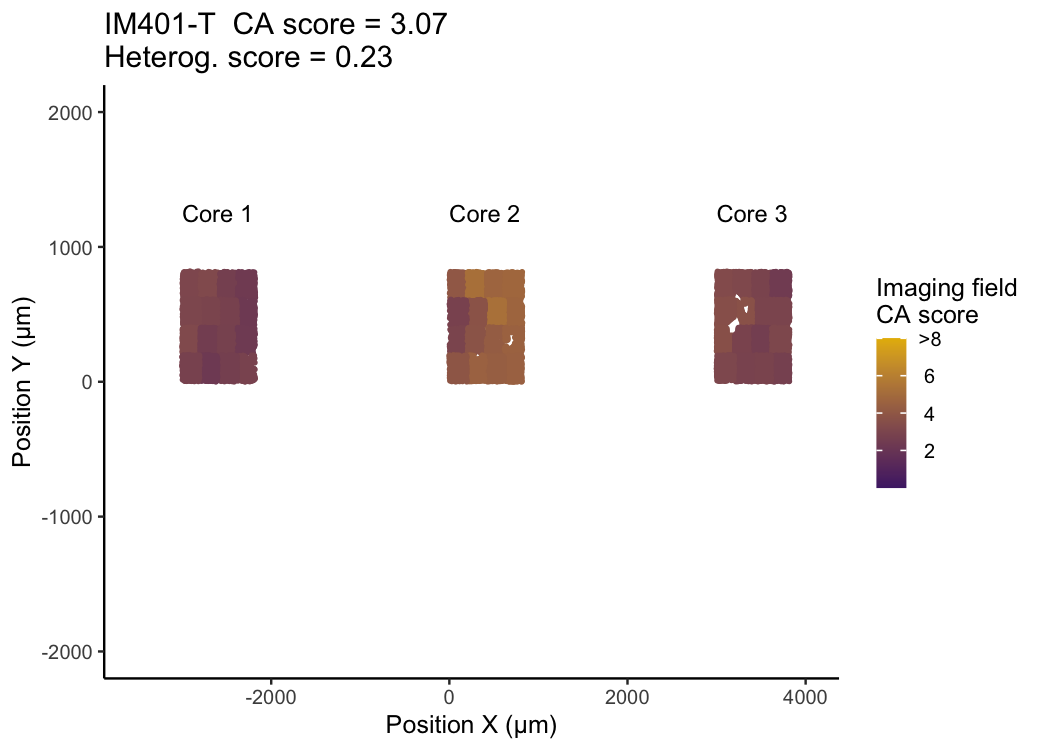 IM401-T  CA score = 3.07
Heterog. score = 0.23
Position Y (µm)
2000
1000
0
-1000
-2000
Core 1
Core 2
Core 3
Imaging field
CA score
>8
6
4
2
-2000
0
2000
4000
Position X (µm)